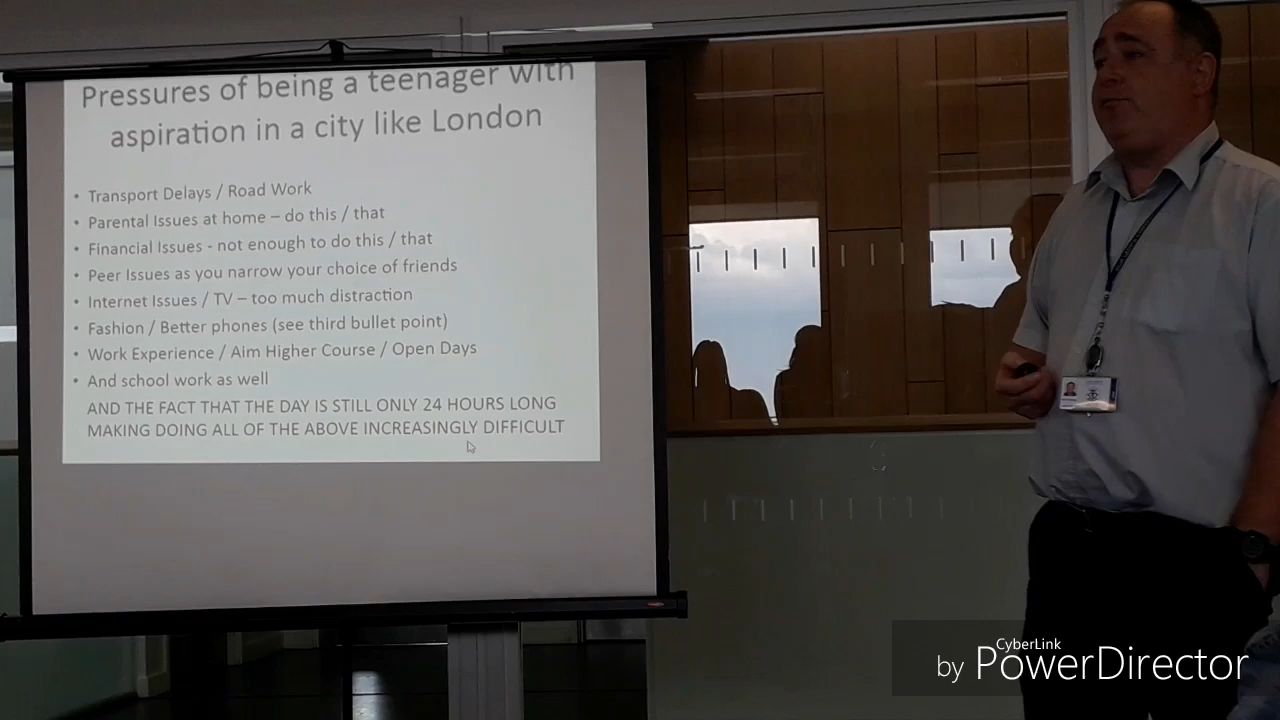 Pressures of being a teenager with
aspiration in a city like London
• Transport Delays / Road Work
• Parental Issues at home – do this / that
• Financial Issues - not enough to do this / that
• Peer Issues as you narrow your choice of friends
• Internet Issues / TV – too much distraction
• Fashion / Better phones (see third bullet point)
• Work Experience / Aim Higher Course / Open Days
• And school work as well
AND THE FACT THAT THE DAY IS STILL ONLY 24 HOURS LONG
MAKING DOING ALL OF THE ABOVE INCREASINGLY DIFFICULT
CyberLink
by PowerDirector